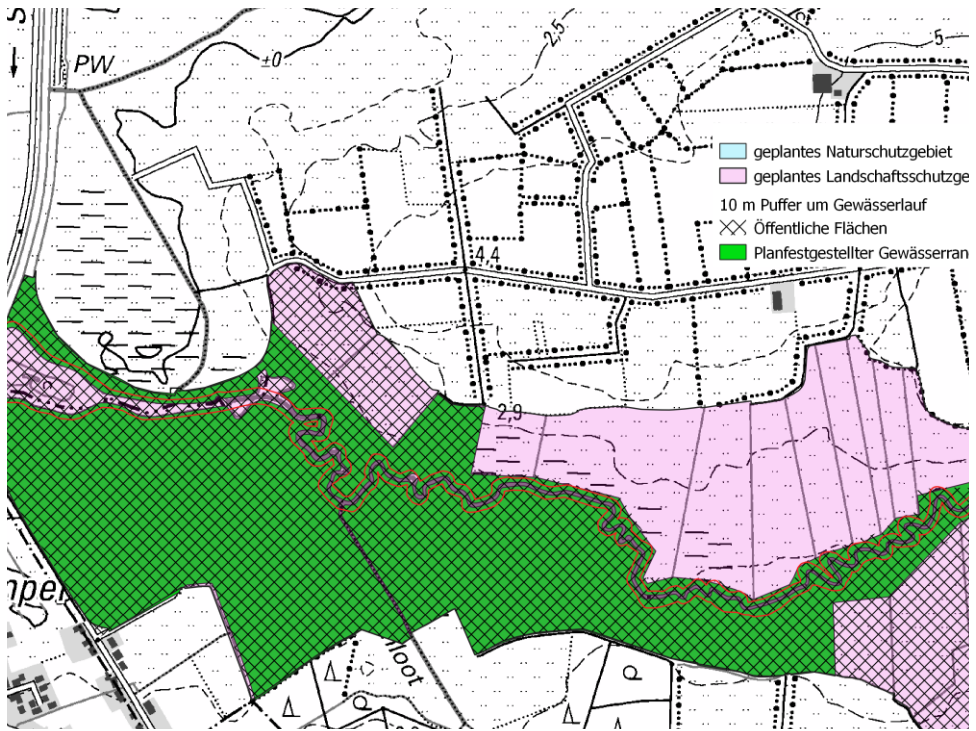 S
PW
±0
2,5
5
geplantes Naturschutzgebiet
geplantes Landschaftsschutzge
10 m Puffer um Gewässerlauf
Öffentliche Flächen
Planfestgestellter Gewässerran
4,4
2,9
mper
loot